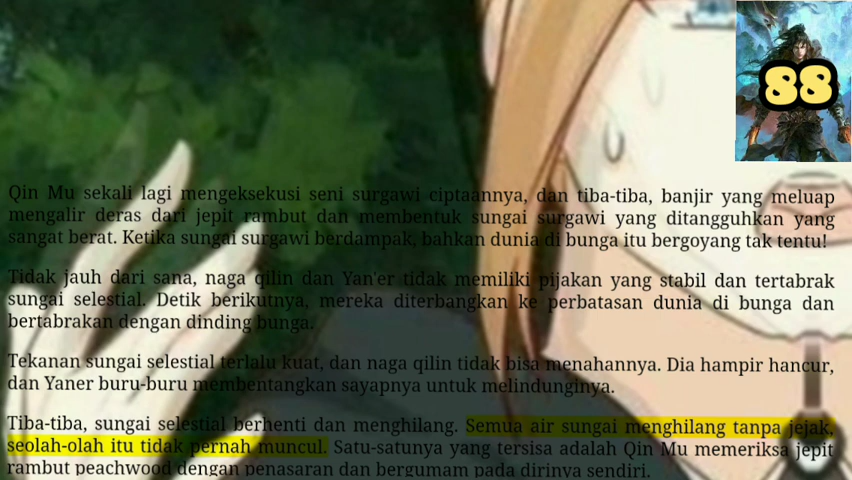 88
Qin Mu sekali lagi mengeksekusi seni surgawi ciptaannya, dan tiba-tiba, banjir yang meluap
mengalir deras dari jepit rambut dan membentuk sungai surgawi yang ditangguhkan yang
sangat berat. Ketika sungai surgawi berdampak, bahkan dunia di bunga itu bergoyang tak tentu!
Tidak jauh dari sana, naga qilin dan Yan'er tidak memiliki pijakan yang stabil dan tertabrak
sungai selestial. Detik berikutnya, mereka diterbangkan ke perbatasan dunia di bunga dan
bertabrakan dengan dinding bunga.
Tekanan sungai selestial terlalu kuat, dan naga qilin tidak bisa menahannya. Dia hampir hancur,
dan Yaner buru-buru membentangkan sayapnya untuk melindunginya.
Tiba-tiba, sungai selestial berhenti dan menghilang. Semua air sungai menghilang tanpa jejak,
seolah-olah itu tidak pernah muncul. Satu-satunya yang tersisa adalah Qin Mu memeriksa jepit
rambut peachwood dengan penasaran dan bergumam pada dirinya sendiri.